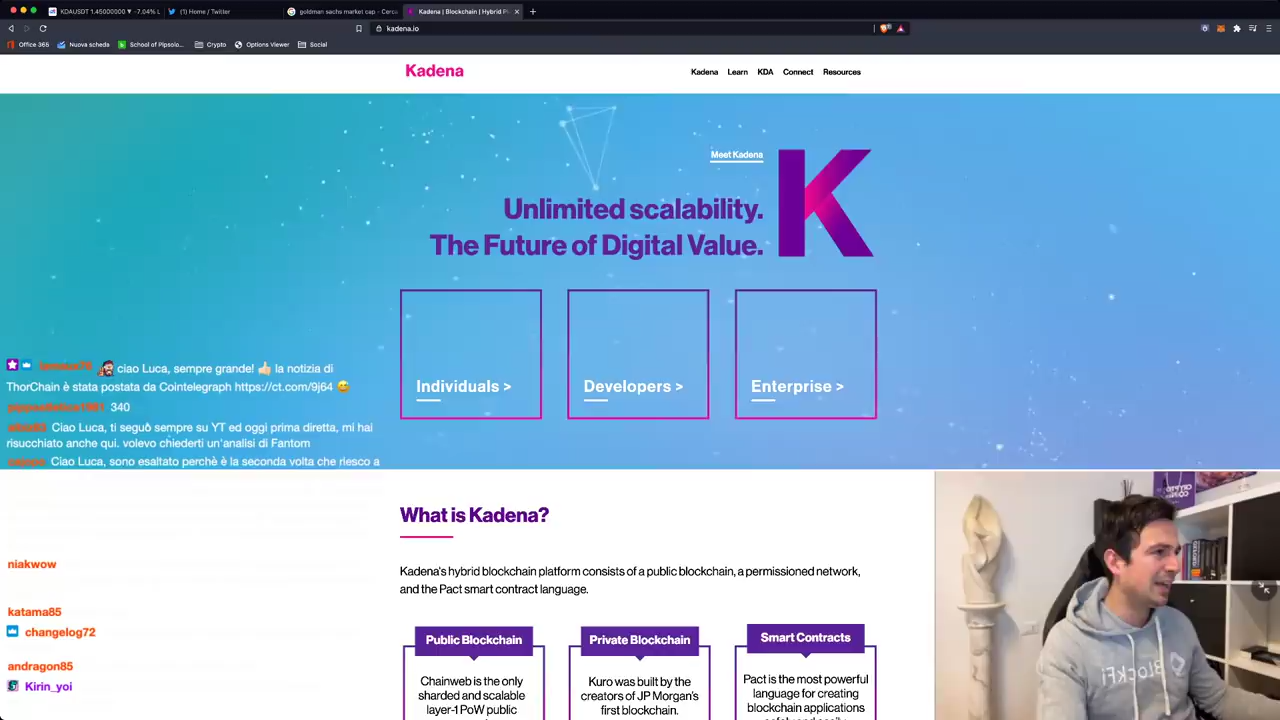 KDAUSDT 1.45000000 ▼ -7.04% L
(1) Home / Twitter
goldman sachs market cap - Cerca
Kadena | Blockchain | Hybrid Pl
kadena.io
Office 365
Nuova scheda
School of Pipsolo...
Crypto
Options Viewer
Social
Kadena
Kadena Learn KDA Connect Resources
Meet Kadena
K
Unlimited scalability.
The Future of Digital Value.
Individuals >
Developers >
Enterprise >
ciao Luca, sempre grande! 👍🏻 la notizia di
ThorChain è stata postata da Cointelegraph https://ct.com/9j64 😅
340
Ciao Luca, ti seguo sempre su YT ed oggi prima diretta, mi hai
risucchiato anche qui. volevo chiederti un'analisi di Fantom
Ciao Luca, sono esaltato perchè è la seconda volta che riesco a
niakwow
katama85
changelog72
andragon85
Kirin_yoi
What is Kadena?
Kadena's hybrid blockchain platform consists of a public blockchain, a permissioned network,
and the Pact smart contract language.
Public Blockchain
Chainweb is the only
sharded and scalable
layer-1 PoW public
Private Blockchain
Kuro was built by the
creators of JP Morgan's
first blockchain.
Smart Contracts
Pact is the most powerful
language for creating
blockchain applications
BlockFi